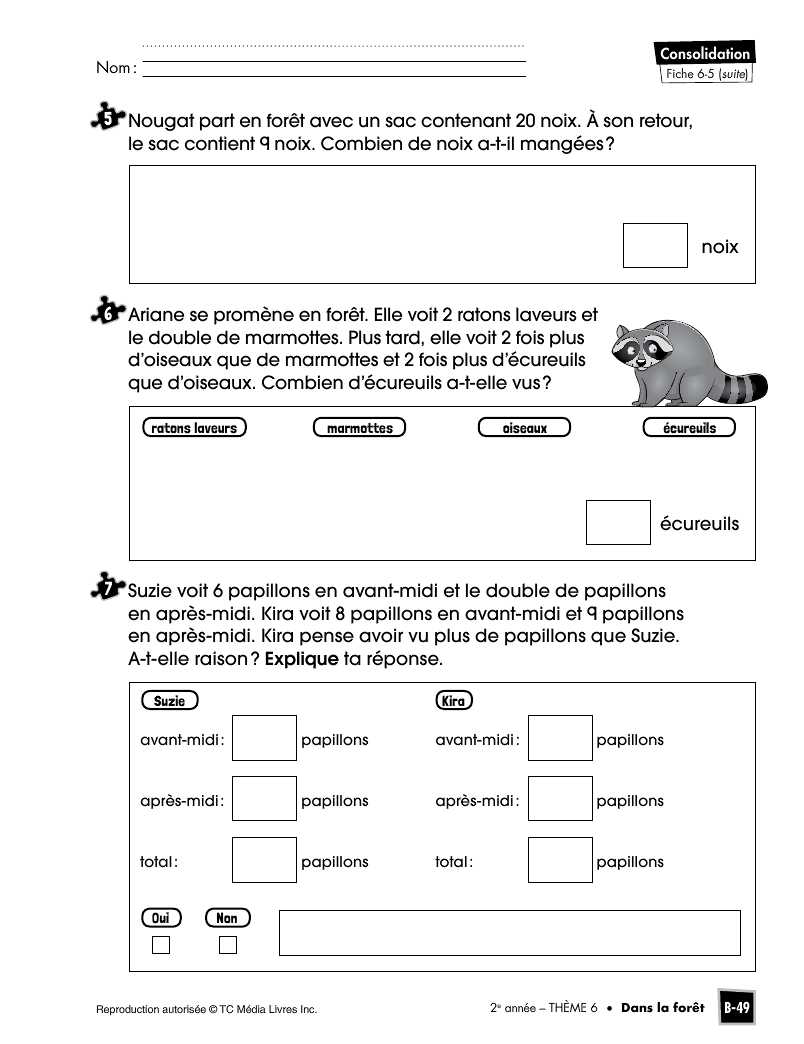 Nom :
Consolidation
Fiche 6-5 (suite)
5
Nougat part en forêt avec un sac contenant 20 noix. À son retour,
le sac contient 9 noix. Combien de noix a-t-il mangées ?
noix
6
Ariane se promène en forêt. Elle voit 2 ratons laveurs et
le double de marmottes. Plus tard, elle voit 2 fois plus
d'oiseaux que de marmottes et 2 fois plus d'écureuils
que d'oiseaux. Combien d'écureuils a-t-elle vus ?
ratons laveurs marmottes oiseaux écureuils
écureuils
7
Suzie voit 6 papillons en avant-midi et le double de papillons
en après-midi. Kira voit 8 papillons en avant-midi et 9 papillons
en après-midi. Kira pense avoir vu plus de papillons que Suzie.
A-t-elle raison ? Explique ta réponse.
Suzie Kira
avant-midi : papillons avant-midi : papillons
après-midi : papillons après-midi : papillons
total : papillons total : papillons
Oui Non
Reproduction autorisée © TC Média Livres Inc.
2e année – THÈME 6 • Dans la forêt B-49